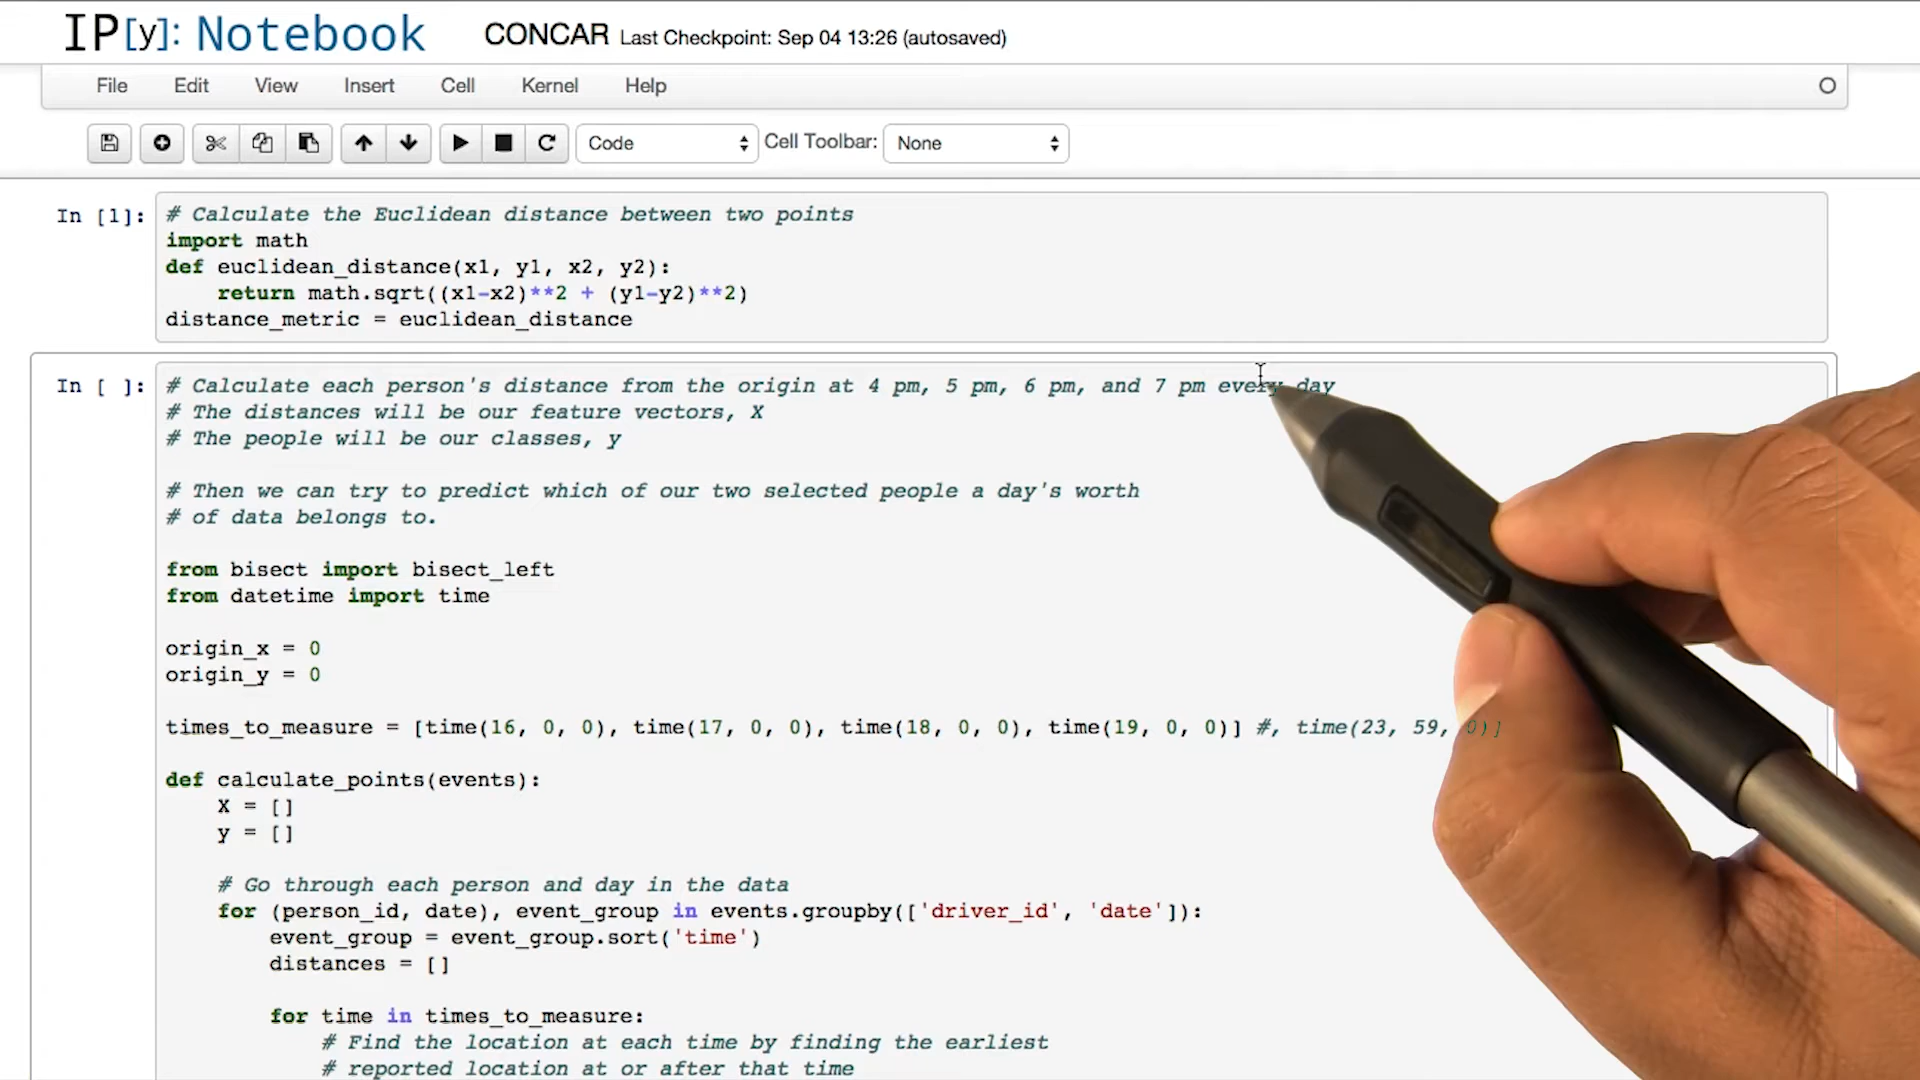 IP[y]: Notebook CONCAR Last Checkpoint: Sep 04 13:26 (autosaved)
File Edit View Insert Cell Kernel Help
Code Cell Toolbar: None
In [1]:
# Calculate the Euclidean distance between two points
import math
def euclidean_distance(x1, y1, x2, y2):
    return math.sqrt((x1-x2)**2 + (y1-y2)**2)
distance_metric = euclidean_distance
In [ ]:
# Calculate each person's distance from the origin at 4 pm, 5 pm, 6 pm, and 7 pm every day
# The distances will be our feature vectors, X
# The people will be our classes, y
# Then we can try to predict which of our two selected people a day's worth
# of data belongs to.
from bisect import bisect_left
from datetime import time
origin_x = 0
origin_y = 0
times_to_measure = [time(16, 0, 0), time(17, 0, 0), time(18, 0, 0), time(19, 0, 0)] #, time(23, 59, 0)]
def calculate_points(events):
    X = []
    y = []
    # Go through each person and day in the data
    for (person_id, date), event_group in events.groupby(['driver_id', 'date']):
        event_group = event_group.sort('time')
        distances = []
        for time in times_to_measure:
            # Find the location at each time by finding the earliest
            # reported location at or after that time